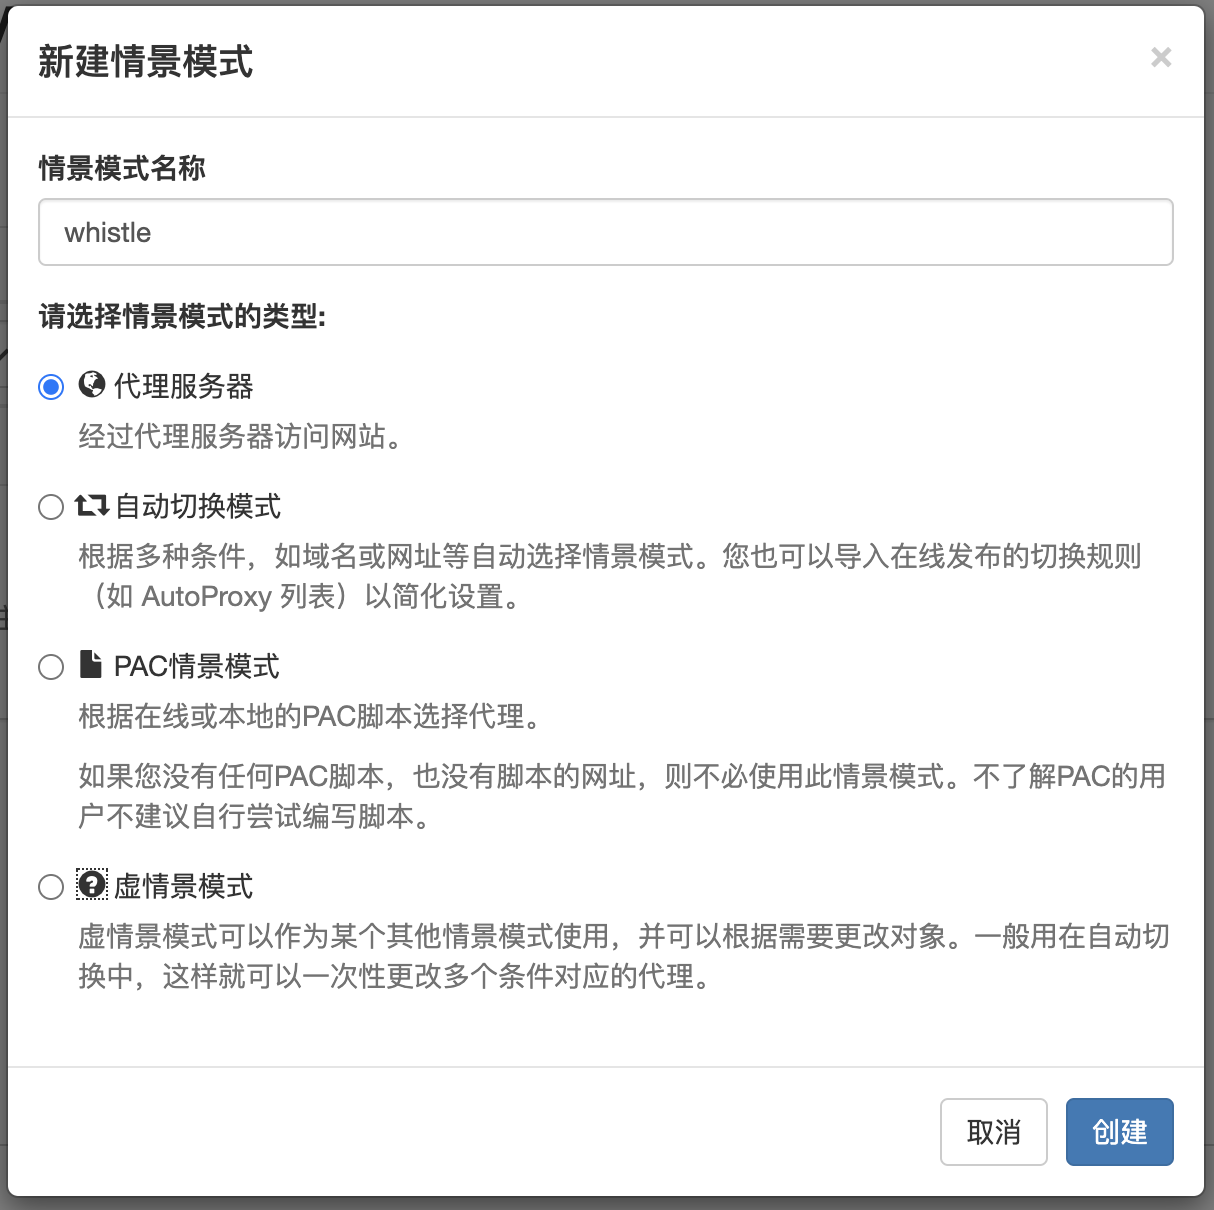 新建情景模式
×
情景模式名称
whistle
请选择情景模式的类型:
代理服务器
经过代理服务器访问网站。
自动切换模式
根据多种条件，如域名或网址等自动选择情景模式。您也可以导入在线发布的切换规则
（如 AutoProxy 列表）以简化设置。
PAC情景模式
根据在线或本地的PAC脚本选择代理。
如果您没有任何PAC脚本，也没有脚本的网址，则不必使用此情景模式。不了解PAC的用
户不建议自行尝试编写脚本。
虚情景模式
虚情景模式可以作为某个其他情景模式使用，并可以根据需要更改对象。一般用在自动切
换中，这样就可以一次性更改多个条件对应的代理。
取消
创建